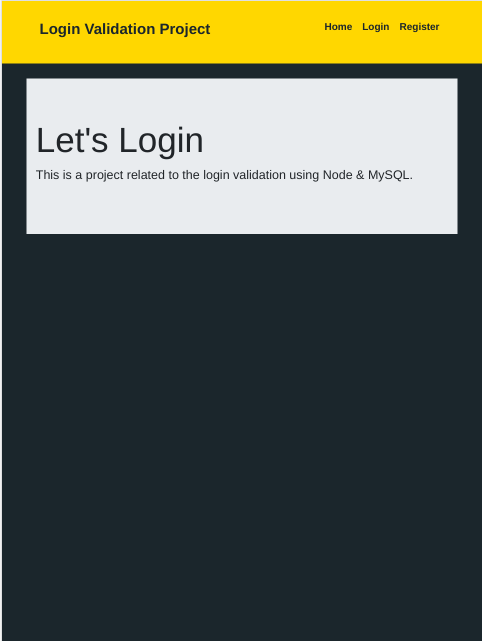 Login Validation Project
Home Login Register
Let's Login
This is a project related to the login validation using Node & MySQL.